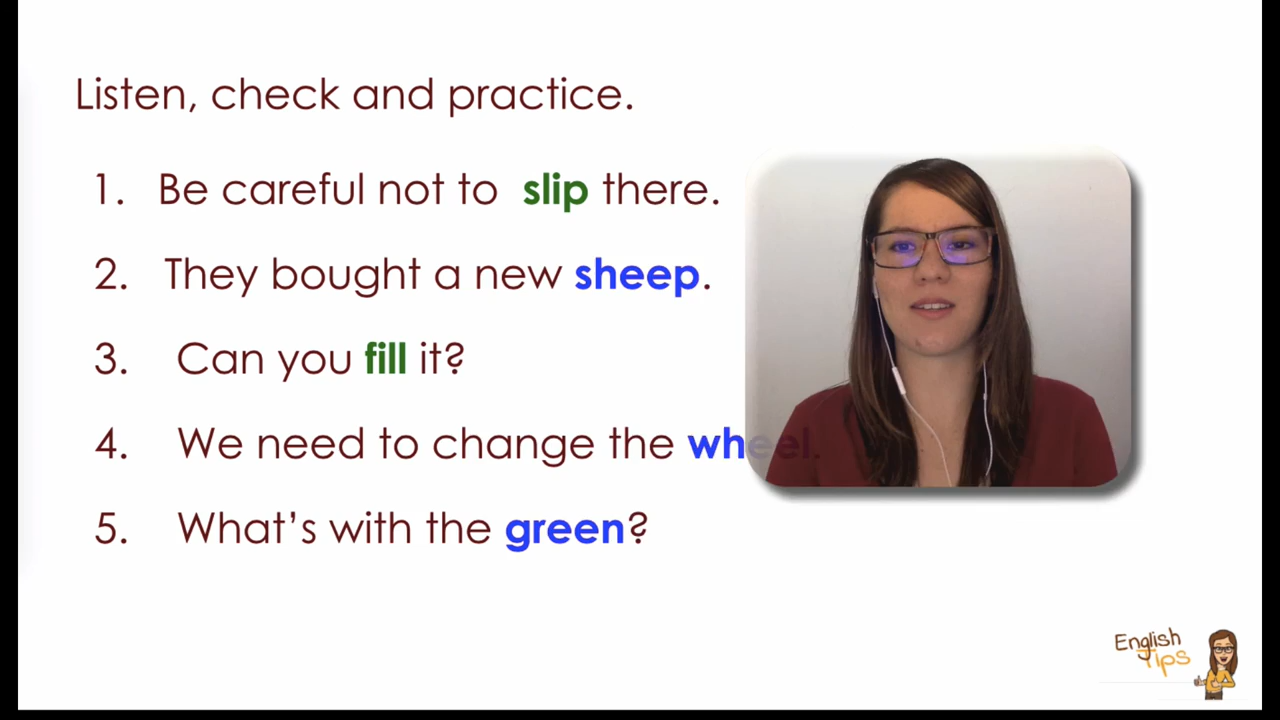 Listen, check and practice.
1. Be careful not to slip there.
2. They bought a new sheep.
3. Can you fill it?
4. We need to change the wheel.
5. What's with the green?
English
Tips